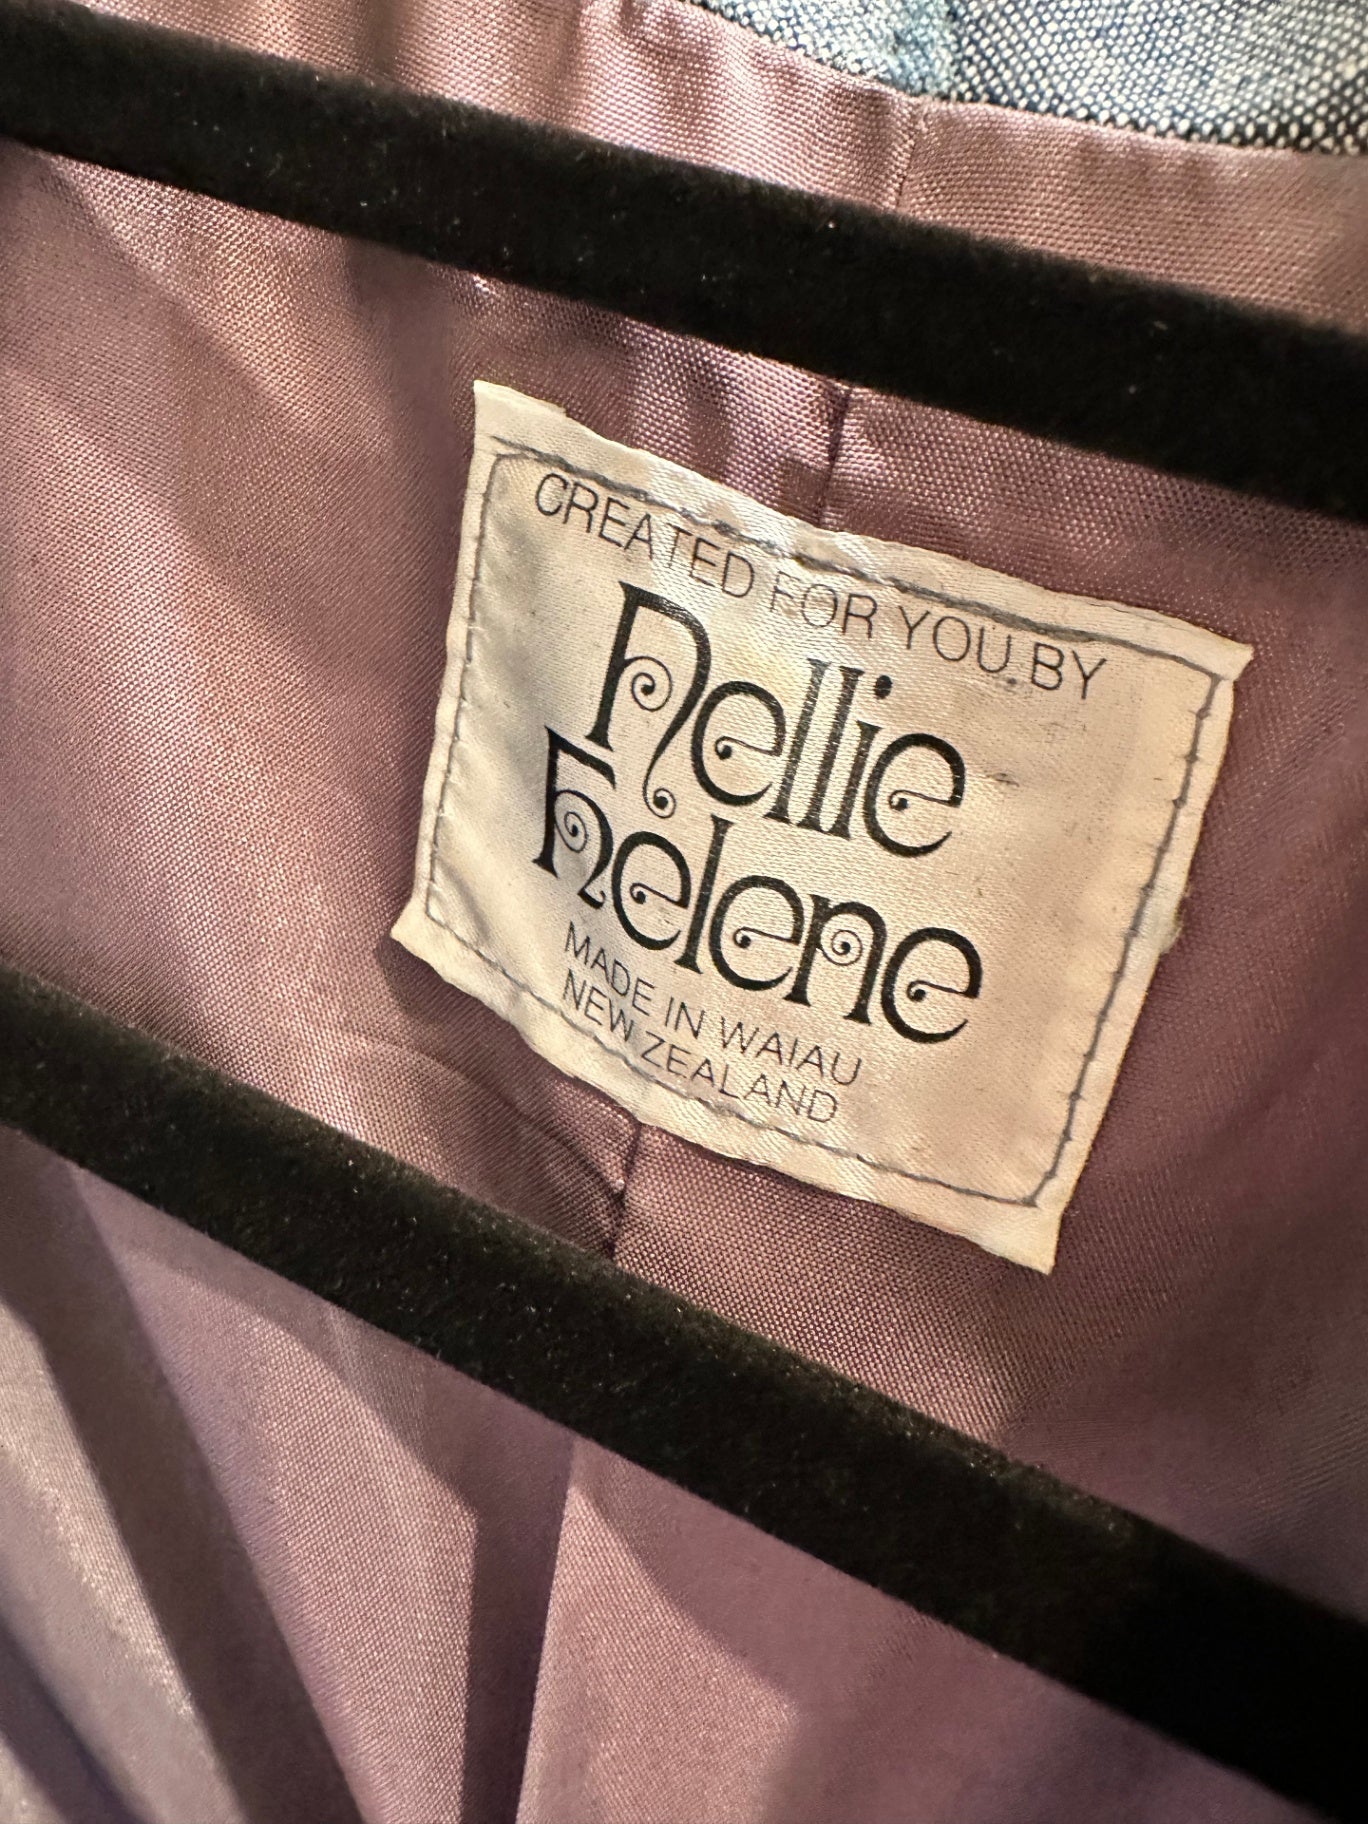 CREATED FOR YOU BY
Nellie
helene
MADE IN WAIAU
NEW ZEALAND